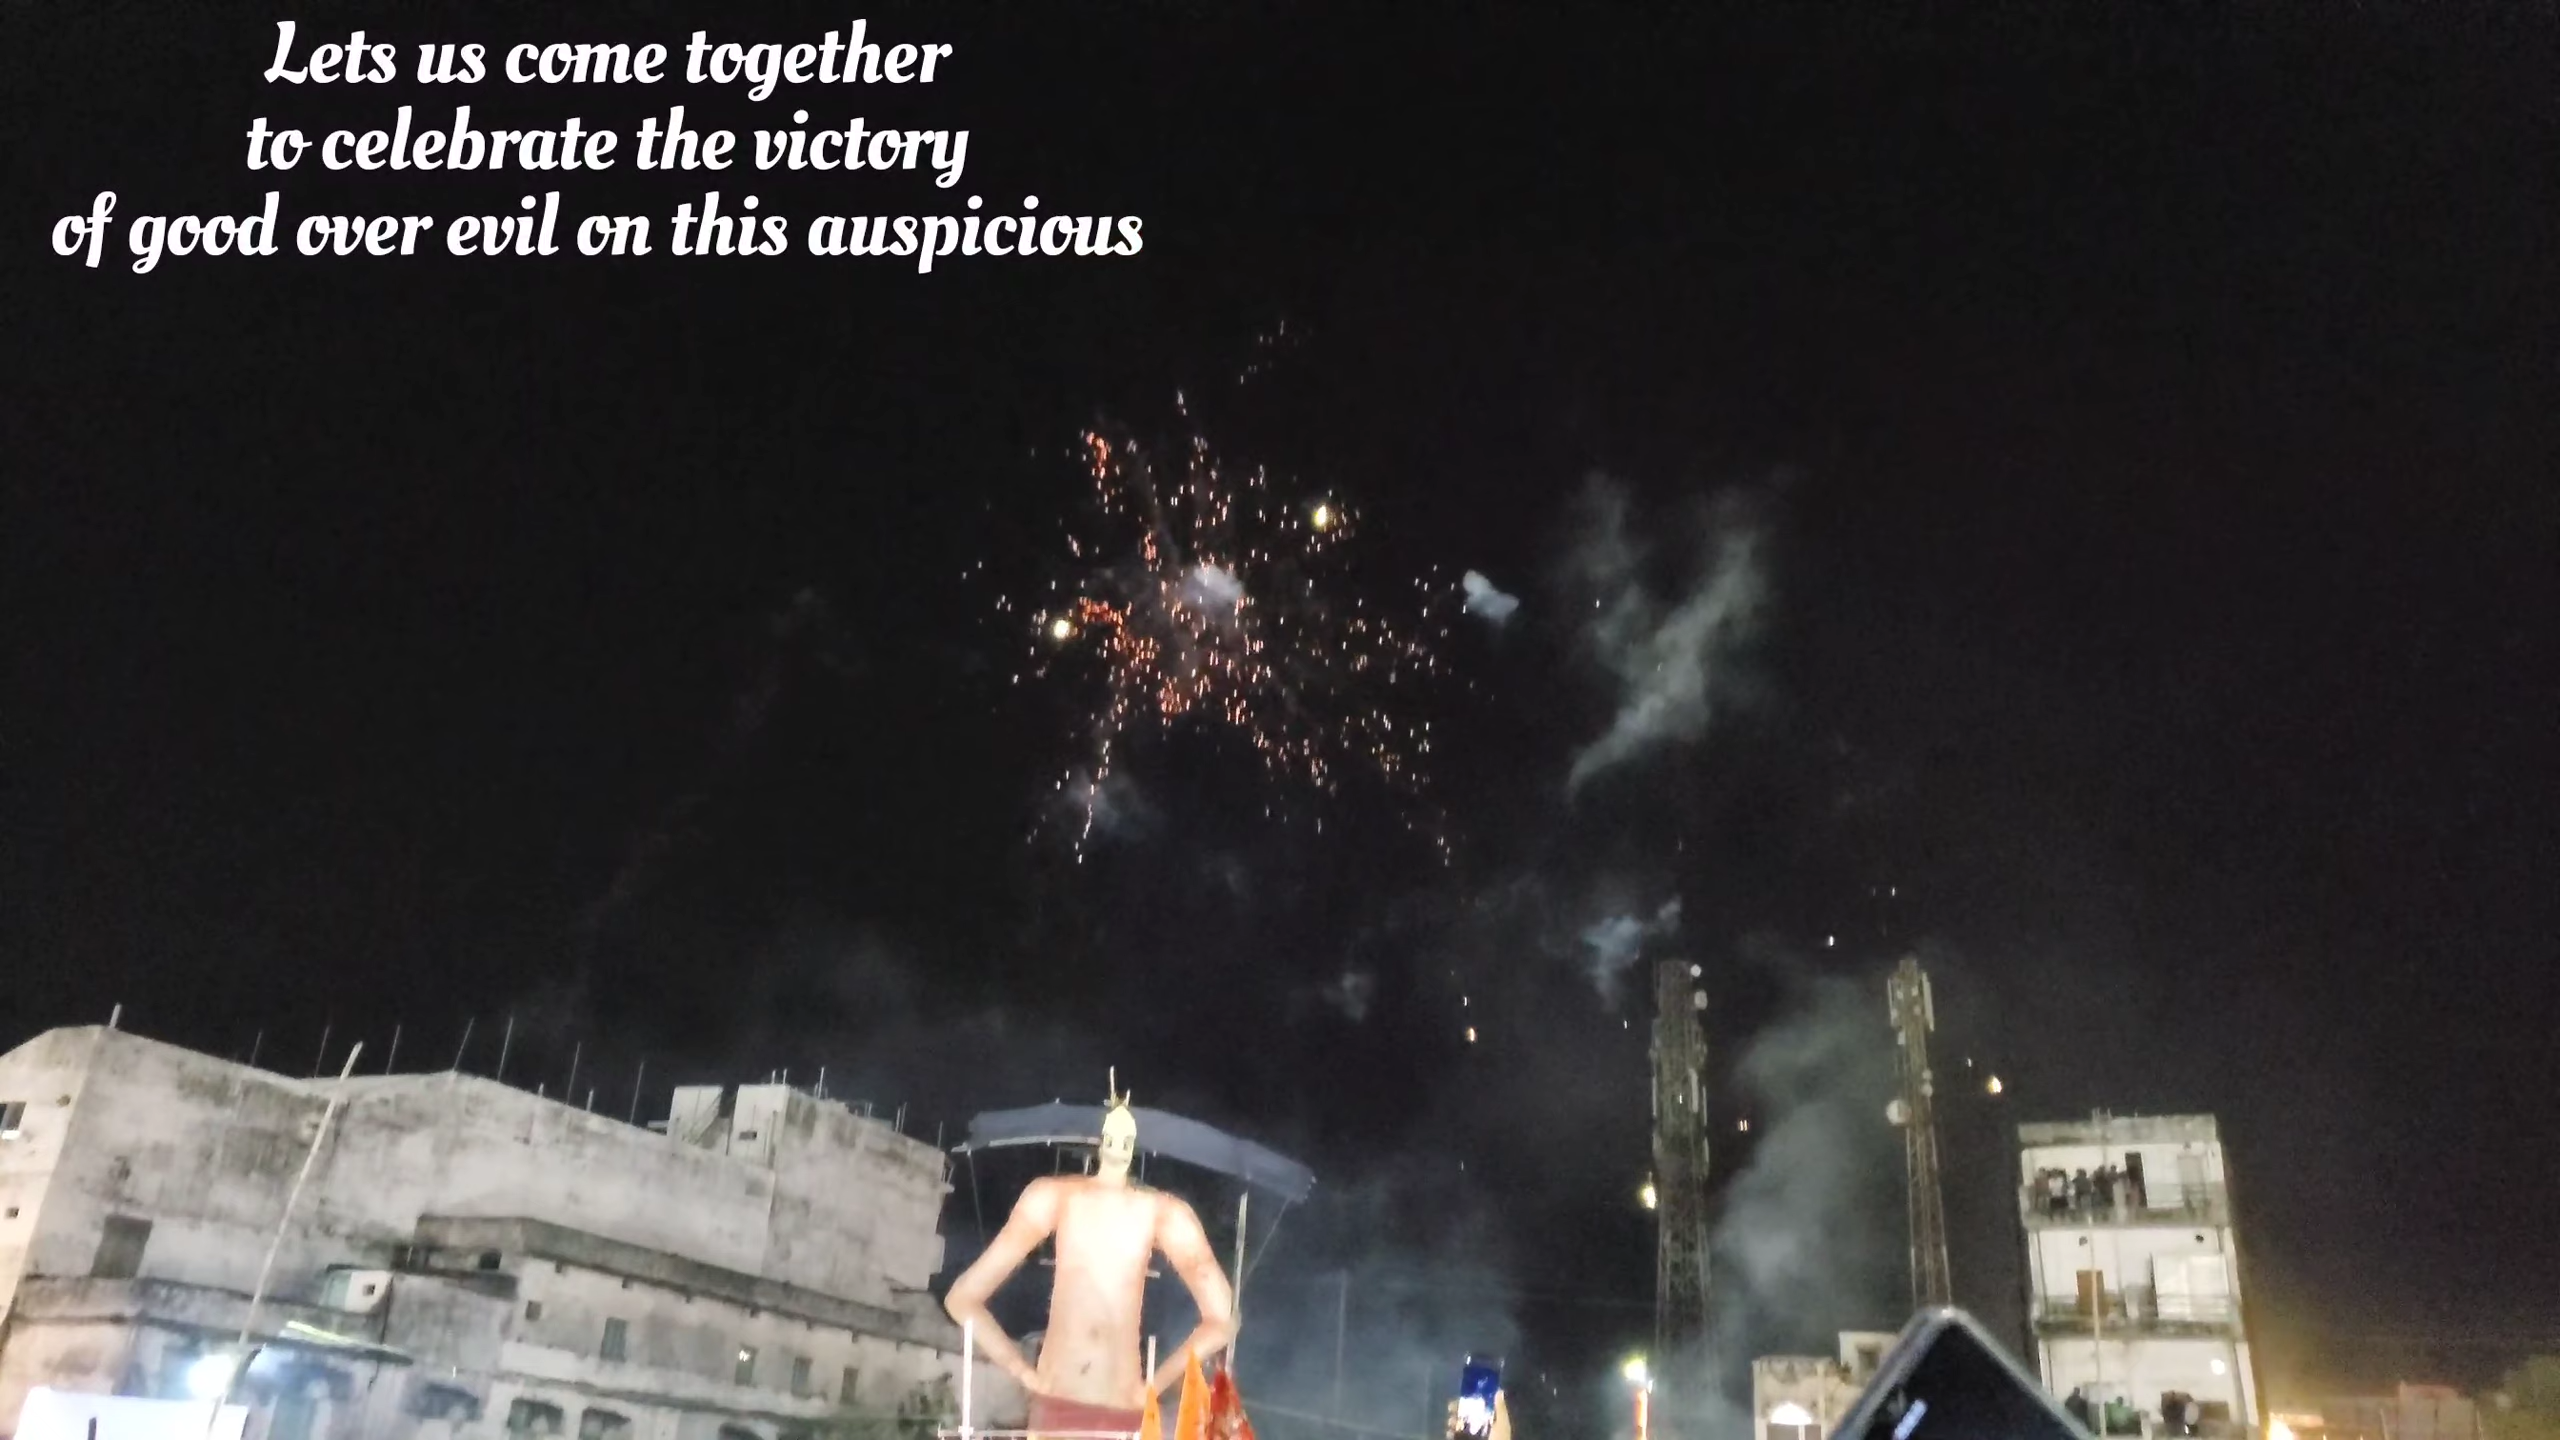 Lets us come together
to celebrate the victory
of good over evil on this auspicious